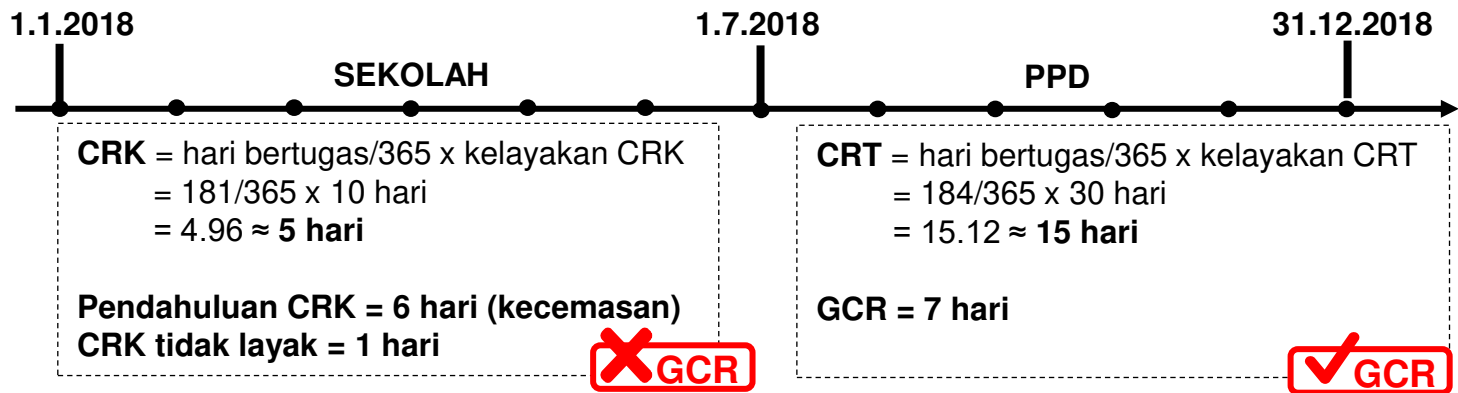 1.1.2018 1.7.2018 31.12.2018
SEKOLAH PPD
CRK = hari bertugas/365 x kelayakan CRK
= 181/365 x 10 hari
= 4.96 ≈ 5 hari
Pendahuluan CRK = 6 hari (kecemasan)
CRK tidak layak = 1 hari
GCR
CRT = hari bertugas/365 x kelayakan CRT
= 184/365 x 30 hari
= 15.12 ≈ 15 hari
GCR = 7 hari
GCR